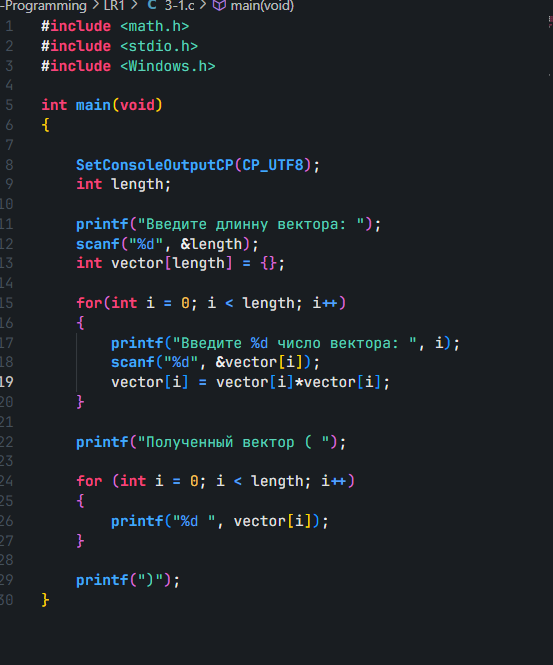 -Programming > LR1 > C 3-1.c > main(void)
1 #include <math.h>
2 #include <stdio.h>
3 #include <Windows.h>
4
5 int main(void)
6 {
7
8 SetConsoleOutputCP(CP_UTF8);
9 int length;
10
11 printf("Введите длинну вектора: ");
12 scanf("%d", &length);
13 int vector[length] = {};
14
15 for(int i = 0; i < length; i++)
16 {
17 printf("Введите %d число вектора: ", i);
18 scanf("%d", &vector[i]);
19 vector[i] = vector[i]*vector[i];
20 }
21
22 printf("Полученный вектор ( ");
23
24 for (int i = 0; i < length; i++)
25 {
26 printf("%d ", vector[i]);
27 }
28
29 printf(")");
30 }